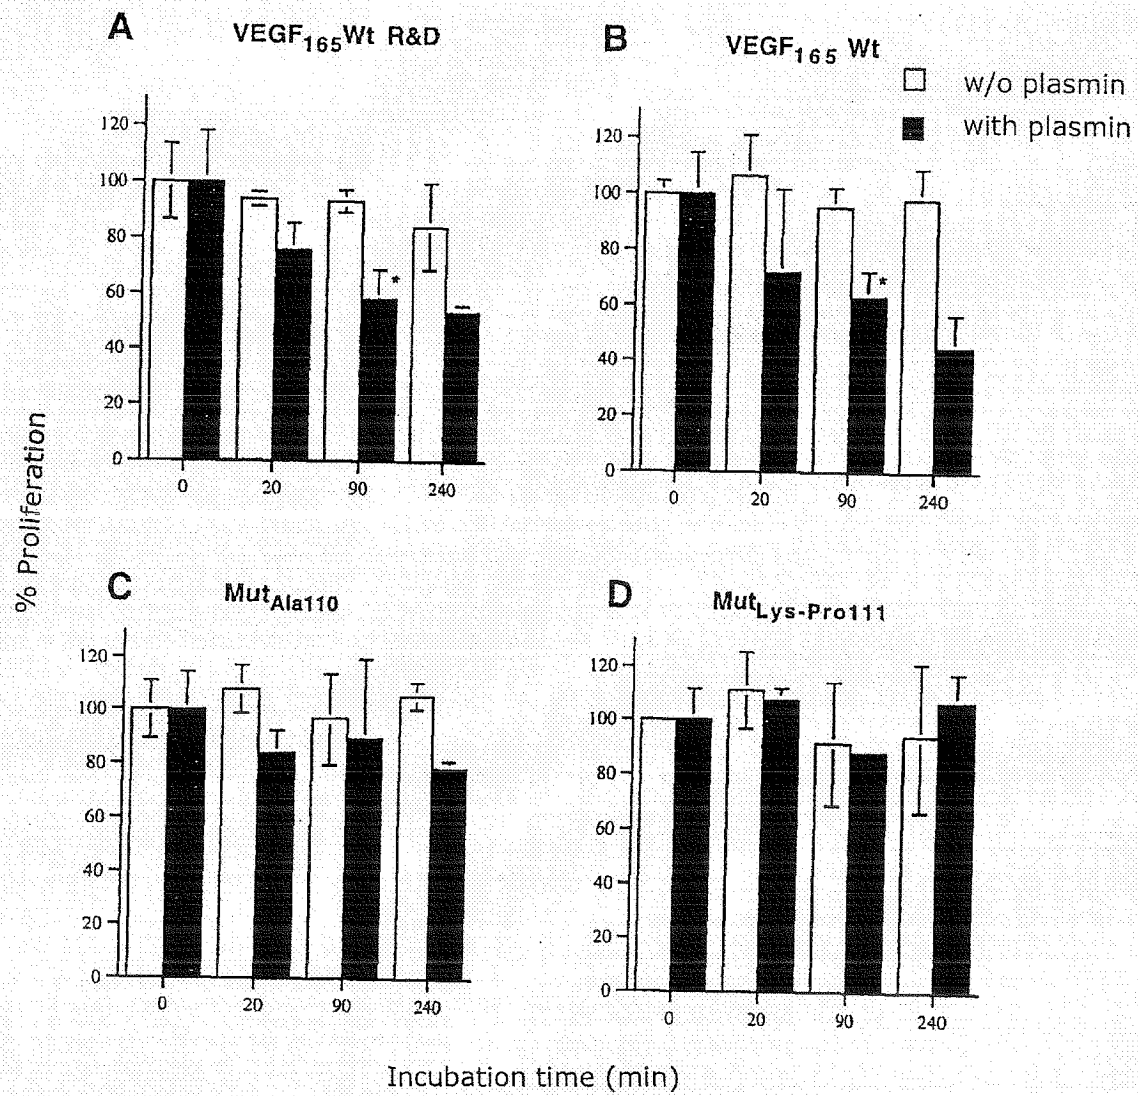 A
VEGF165Wt R&D
120
100
80
60
40
20
0
*
0 20 90 240
B
VEGF165 Wt
w/o plasmin
with plasmin
120
100
80
60
40
20
0
*
0 20 90 240
% Proliferation
C
MutAla110
120
100
80
60
40
20
0
0 20 90 240
D
MutLys-Pro111
120
100
80
60
40
20
0
0 20 90 240
Incubation time (min)